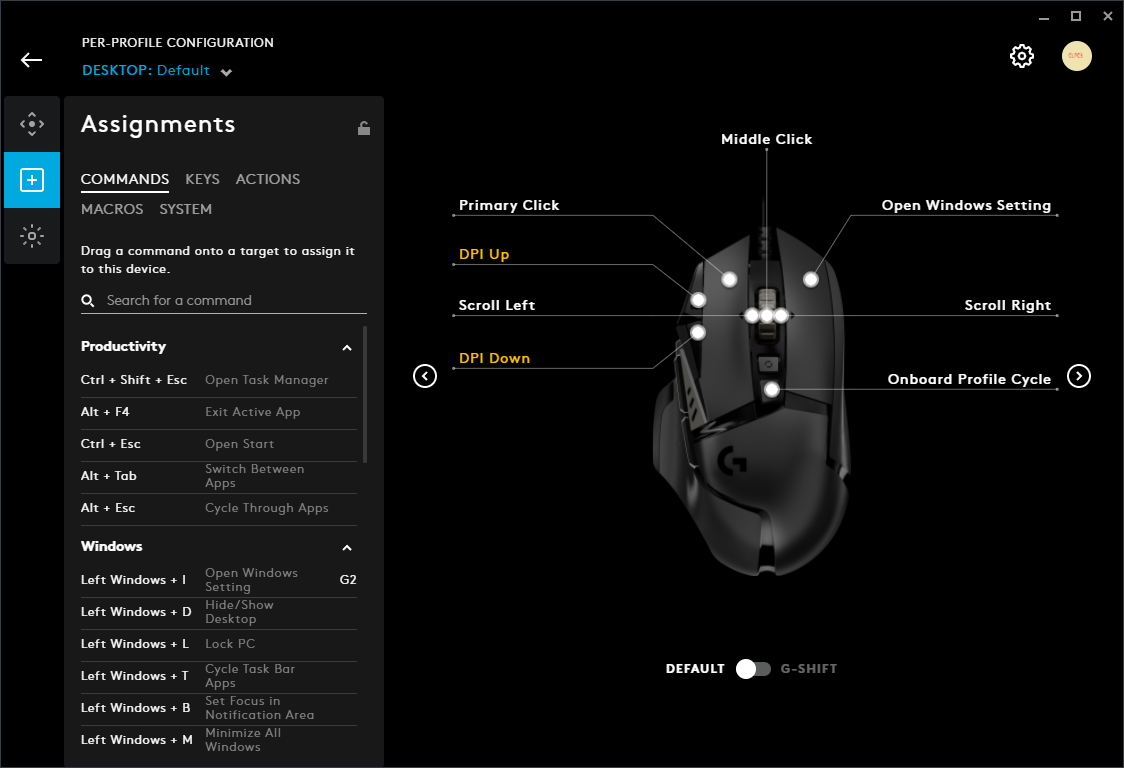 PER-PROFILE CONFIGURATION
DESKTOP: Default
Assignments
COMMANDS KEYS ACTIONS
MACROS SYSTEM
Drag a command onto a target to assign it
to this device.
Search for a command
Productivity
Ctrl + Shift + Esc Open Task Manager
Alt + F4 Exit Active App
Ctrl + Esc Open Start
Alt + Tab Switch Between
Apps
Alt + Esc Cycle Through Apps
Windows
Left Windows + I Open Windows
Setting G2
Left Windows + D Hide/Show
Desktop
Left Windows + L Lock PC
Left Windows + T Cycle Task Bar
Apps
Left Windows + B Set Focus in
Notification Area
Left Windows + M Minimize All
Windows
Middle Click
Primary Click
Open Windows Setting
DPI Up
Scroll Left
Scroll Right
DPI Down
Onboard Profile Cycle
DEFAULT G-SHIFT